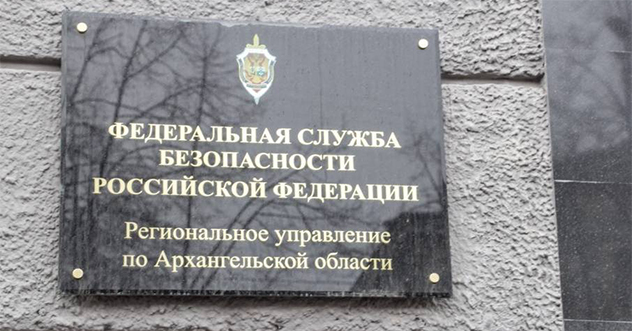 ФЕДЕРАЛЬНАЯ СЛУЖБА
БЕЗОПАСНОСТИ
РОССИЙСКОЙ ФЕДЕРАЦИИ
Региональное управление
по Архангельской области